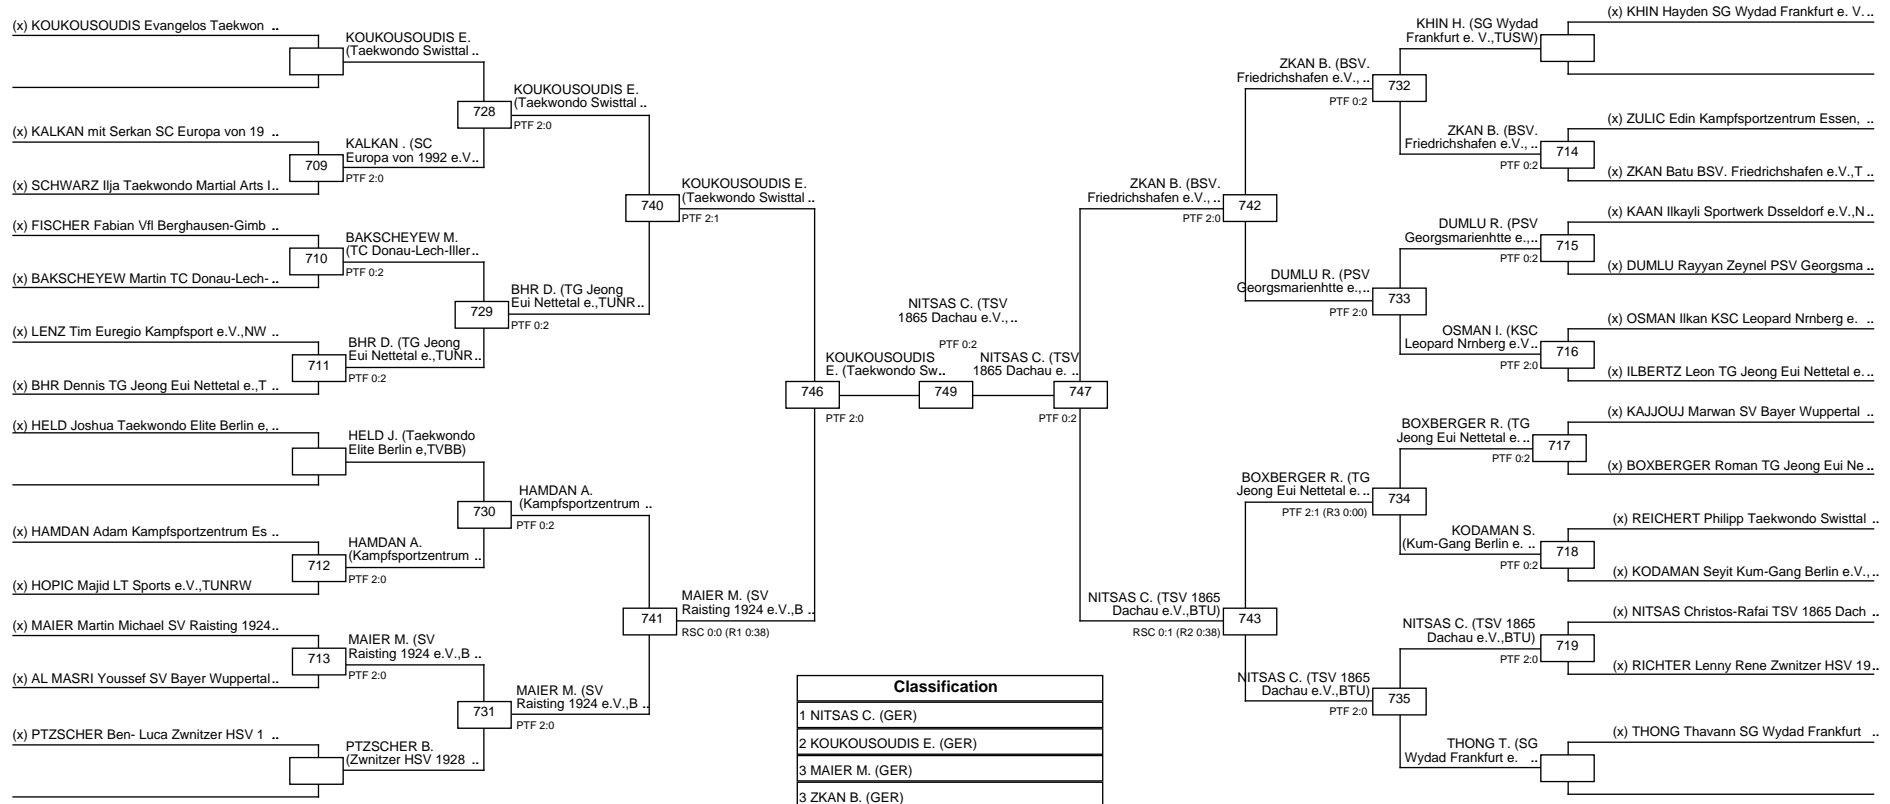 (x) KOUKOUSOUDIS Evangelos Taekwon ..
KOUKOUSOUDIS E.
(Taekwondo Swisttal ..
728
KOUKOUSOUDIS E.
(Taekwondo Swisttal ..
PTF 2:0
(x) KALKAN mit Serkan SC Europa von 19 ..
709
KALKAN . (SC
Europa von 1992 e.V..
PTF 2:0
(x) SCHWARZ Ilja Taekwondo Martial Arts I..
740
KOUKOUSOUDIS E.
(Taekwondo Swisttal ..
PTF 2:1
(x) FISCHER Fabian Vfl Berghausen-Gimb ..
710
BAKSCHEYEW M.
(TC Donau-Lech-Iller..
PTF 0:2
(x) BAKSCHEYEW Martin TC Donau-Lech- ..
729
BHR D. (TG Jeong
Eui Nettetal e.,TUNR..
PTF 0:2
(x) LENZ Tim Euregio Kampfsport e.V.,NW ..
711
BHR D. (TG Jeong
Eui Nettetal e.,TUNR..
PTF 0:2
(x) BHR Dennis TG Jeong Eui Nettetal e.,T ..
(x) HELD Joshua Taekwondo Elite Berlin e, ..
HELD J. (Taekwondo
Elite Berlin e,TVBB)
730
HAMDAN A.
(Kampfsportzentrum ..
PTF 0:2
(x) HAMDAN Adam Kampfsportzentrum Es ..
712
HAMDAN A.
(Kampfsportzentrum ..
PTF 2:0
(x) HOPIC Majid LT Sports e.V.,TUNRW
741
MAIER M. (SV
Raisting 1924 e.V.,B ..
RSC 0:0 (R1 0:38)
(x) MAIER Martin Michael SV Raisting 1924..
713
MAIER M. (SV
Raisting 1924 e.V.,B ..
PTF 2:0
(x) AL MASRI Youssef SV Bayer Wuppertal..
731
MAIER M. (SV
Raisting 1924 e.V.,B ..
PTF 2:0
(x) PTZSCHER Ben- Luca Zwnitzer HSV 1 ..
PTZSCHER B.
(Zwnitzer HSV 1928 ..
NITSAS C. (TSV
1865 Dachau e.V., ..
PTF 0:2
KOUKOUSOUDIS
E. (Taekwondo Sw..
746
PTF 2:0
749
NITSAS C. (TSV
1865 Dachau e. ..
747
PTF 0:2
(x) KHIN Hayden SG Wydad Frankfurt e. V...
KHIN H. (SG Wydad
Frankfurt e. V.,TUSW)
ZKAN B. (BSV.
Friedrichshafen e.V., ..
732
PTF 0:2
(x) ZULIC Edin Kampfsportzentrum Essen, ..
ZKAN B. (BSV.
Friedrichshafen e.V., ..
714
PTF 0:2
(x) ZKAN Batu BSV. Friedrichshafen e.V.,T ..
ZKAN B. (BSV.
Friedrichshafen e.V., ..
742
PTF 2:0
(x) KAAN Ilkayli Sportwerk Dsseldorf e.V.,N..
DUMLU R. (PSV
Georgsmarienhtte e.,..
715
PTF 0:2
(x) DUMLU Rayyan Zeynel PSV Georgsma ..
DUMLU R. (PSV
Georgsmarienhtte e.,..
733
PTF 2:0
(x) OSMAN Ilkan KSC Leopard Nrnberg e. ..
OSMAN I. (KSC
Leopard Nrnberg e.V ..
716
PTF 2:0
(x) ILBERTZ Leon TG Jeong Eui Nettetal e. ..
(x) KAJJOUJ Marwan SV Bayer Wuppertal ..
BOXBERGER R. (TG
Jeong Eui Nettetal e. ..
717
PTF 0:2
(x) BOXBERGER Roman TG Jeong Eui Ne ..
BOXBERGER R. (TG
Jeong Eui Nettetal e. ..
734
PTF 2:1 (R3 0:00)
(x) REICHERT Philipp Taekwondo Swisttal ..
KODAMAN S.
(Kum-Gang Berlin e. ..
718
PTF 0:2
(x) KODAMAN Seyit Kum-Gang Berlin e.V.,..
NITSAS C. (TSV 1865
Dachau e.V.,BTU)
743
RSC 0:1 (R2 0:38)
(x) NITSAS Christos-Rafai TSV 1865 Dach ..
NITSAS C. (TSV 1865
Dachau e.V.,BTU)
719
PTF 2:0
(x) RICHTER Lenny Rene Zwnitzer HSV 19..
NITSAS C. (TSV 1865
Dachau e.V.,BTU)
735
PTF 2:0
(x) THONG Thavann SG Wydad Frankfurt ..
THONG T. (SG
Wydad Frankfurt e. ..
Classification
1 NITSAS C. (GER)
2 KOUKOUSOUDIS E. (GER)
3 MAIER M. (GER)
3 ZKAN B. (GER)